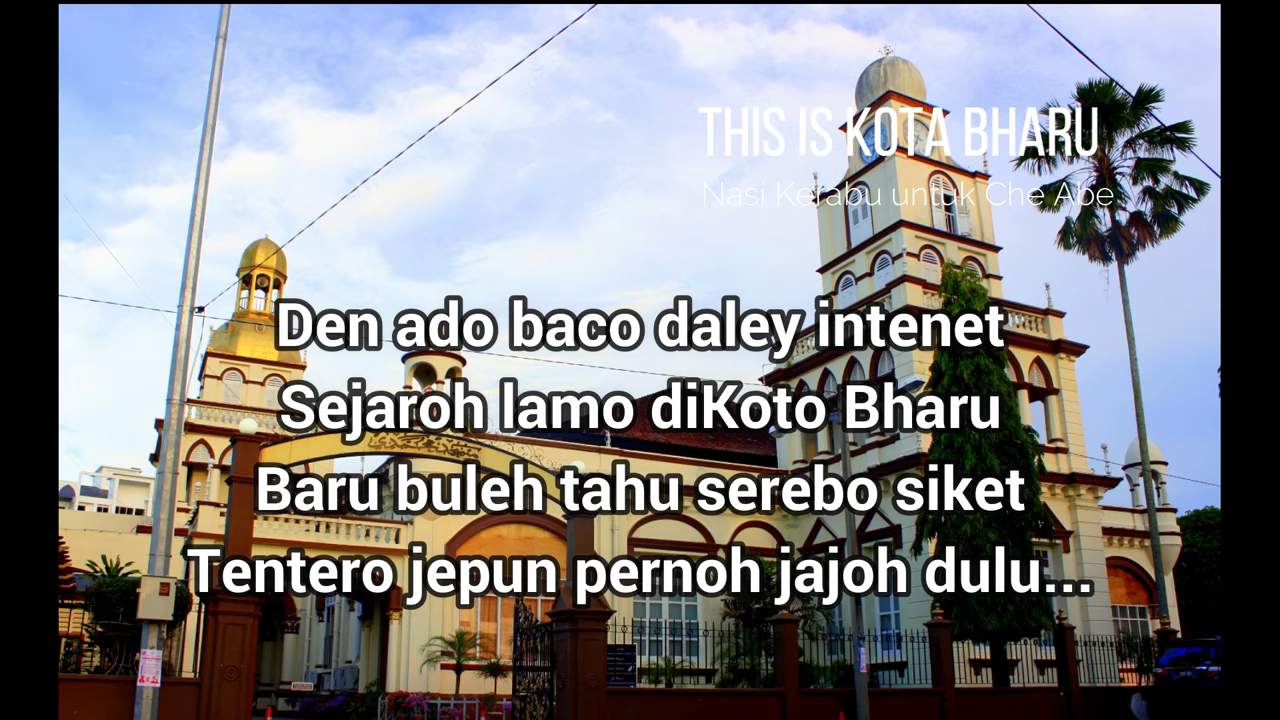 THIS IS KOTA BHARU
Nasi Kerabu untuk Che Abe
Den ado baco daley intenet
Sejaroh lamo diKoto Bharu
Baru buleh tahu serebo siket
Tentero jepun pernoh jajoh dulu...